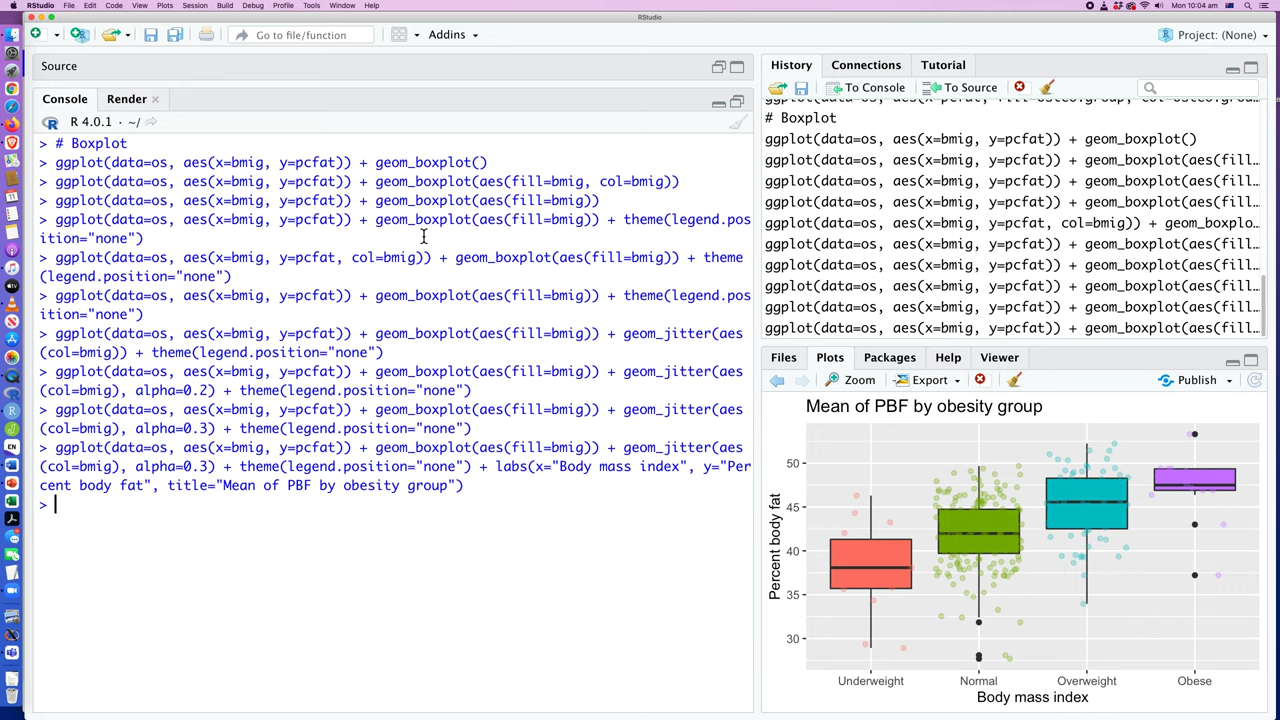 RStudio File Edit Code View Plots Session Build Debug Profile Tools Window Help Mon 10:04 am
RStudio
Go to file/function Addins Project: (None)
Source
Console Render
R 4.0.1 · ~/
> # Boxplot
> ggplot(data=os, aes(x=bmig, y=pcfat)) + geom_boxplot()
> ggplot(data=os, aes(x=bmig, y=pcfat)) + geom_boxplot(aes(fill=bmig, col=bmig))
> ggplot(data=os, aes(x=bmig, y=pcfat)) + geom_boxplot(aes(fill=bmig))
> ggplot(data=os, aes(x=bmig, y=pcfat)) + geom_boxplot(aes(fill=bmig)) + theme(legend.pos
ition="none")
> ggplot(data=os, aes(x=bmig, y=pcfat, col=bmig)) + geom_boxplot(aes(fill=bmig)) + theme
(legend.position="none")
> ggplot(data=os, aes(x=bmig, y=pcfat)) + geom_boxplot(aes(fill=bmig)) + theme(legend.pos
ition="none")
> ggplot(data=os, aes(x=bmig, y=pcfat)) + geom_boxplot(aes(fill=bmig)) + geom_jitter(aes
(col=bmig)) + theme(legend.position="none")
> ggplot(data=os, aes(x=bmig, y=pcfat)) + geom_boxplot(aes(fill=bmig)) + geom_jitter(aes
(col=bmig), alpha=0.2) + theme(legend.position="none")
> ggplot(data=os, aes(x=bmig, y=pcfat)) + geom_boxplot(aes(fill=bmig)) + geom_jitter(aes
(col=bmig), alpha=0.3) + theme(legend.position="none")
> ggplot(data=os, aes(x=bmig, y=pcfat)) + geom_boxplot(aes(fill=bmig)) + geom_jitter(aes
(col=bmig), alpha=0.3) + theme(legend.position="none") + labs(x="Body mass index", y="Per
cent body fat", title="Mean of PBF by obesity group")
>
History Connections Tutorial
To Console To Source
# Boxplot
ggplot(data=os, aes(x=bmig, y=pcfat)) + geom_boxplot()
ggplot(data=os, aes(x=bmig, y=pcfat)) + geom_boxplot(aes(fill…
ggplot(data=os, aes(x=bmig, y=pcfat)) + geom_boxplot(aes(fill…
ggplot(data=os, aes(x=bmig, y=pcfat)) + geom_boxplot(aes(fill…
ggplot(data=os, aes(x=bmig, y=pcfat, col=bmig)) + geom_boxplo…
ggplot(data=os, aes(x=bmig, y=pcfat)) + geom_boxplot(aes(fill…
ggplot(data=os, aes(x=bmig, y=pcfat)) + geom_boxplot(aes(fill…
ggplot(data=os, aes(x=bmig, y=pcfat)) + geom_boxplot(aes(fill…
ggplot(data=os, aes(x=bmig, y=pcfat)) + geom_boxplot(aes(fill…
ggplot(data=os, aes(x=bmig, y=pcfat)) + geom_boxplot(aes(fill…
Files Plots Packages Help Viewer
Zoom Export Publish
Mean of PBF by obesity group
50
45
40
35
30
Percent body fat
Underweight Normal Overweight Obese
Body mass index